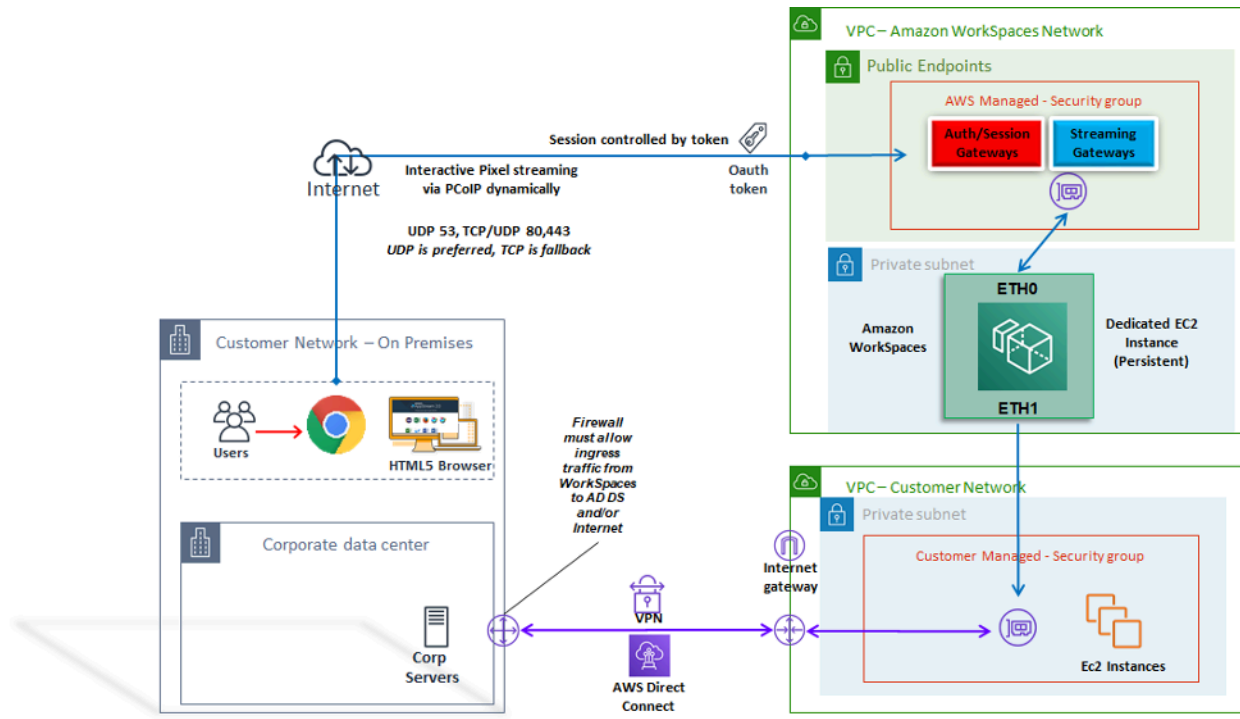 VPC – Amazon WorkSpaces Network
Public Endpoints
AWS Managed - Security group
Auth/Session
Gateways
Streaming
Gateways
Session controlled by token
Oauth
token
Internet
Interactive Pixel streaming
via PCoIP dynamically
UDP 53, TCP/UDP 80,443
UDP is preferred, TCP is fallback
Private subnet
ETH0
Amazon
WorkSpaces
Dedicated EC2
Instance
(Persistent)
ETH1
Customer Network – On Premises
Users
HTML5 Browser
Firewall
must allow
ingress
traffic from
WorkSpaces
to AD DS
and/or
Internet
Corporate data center
Corp
Servers
VPN
AWS Direct
Connect
VPC – Customer Network
Private subnet
Internet
gateway
Customer Managed - Security group
Ec2 Instances